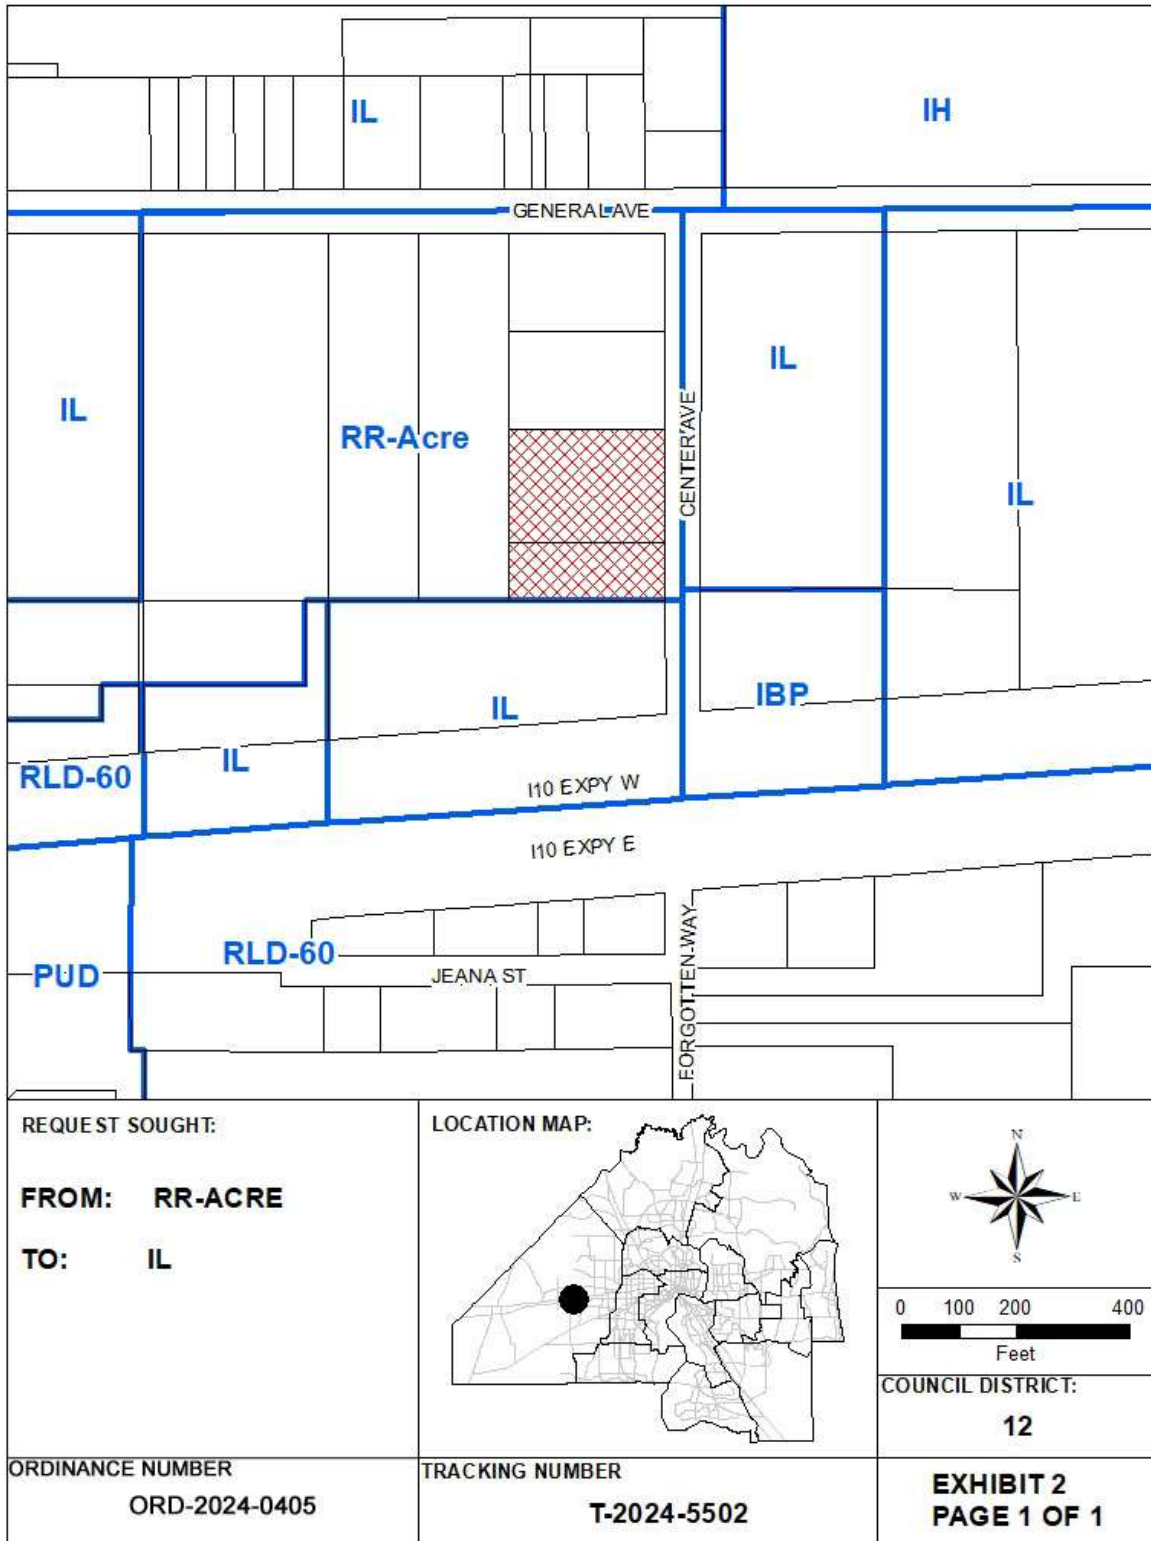 IL
IH
GENERAL AVE
IL
CENTER AVE
IL
RR-Acre
IL
IL
IBP
IL
RLD-60
I10 EXPY W
I10 EXPY E
FORGOTTEN WAY
RLD-60
PUD
JEANA ST
REQUEST SOUGHT:
FROM: RR-ACRE
TO: IL
LOCATION MAP:
N
W
E
S
0 100 200 400
Feet
COUNCIL DISTRICT:
12
ORDINANCE NUMBER
ORD-2024-0405
TRACKING NUMBER
T-2024-5502
EXHIBIT 2
PAGE 1 OF 1